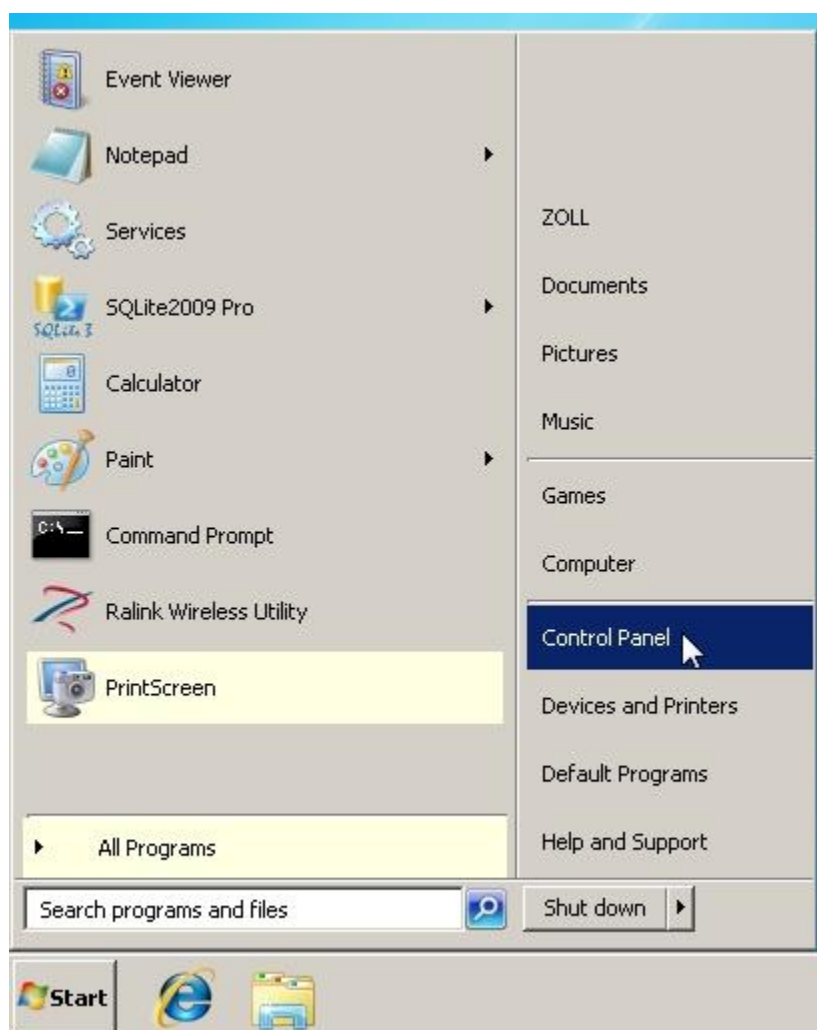 Event Viewer
Notepad
Services
SQLite2009 Pro
SQLite 3
Calculator
Paint
C:\_
Command Prompt
Ralink Wireless Utility
PrintScreen
All Programs
Search programs and files
ZOLL
Documents
Pictures
Music
Games
Computer
Control Panel
Devices and Printers
Default Programs
Help and Support
Shut down
Start